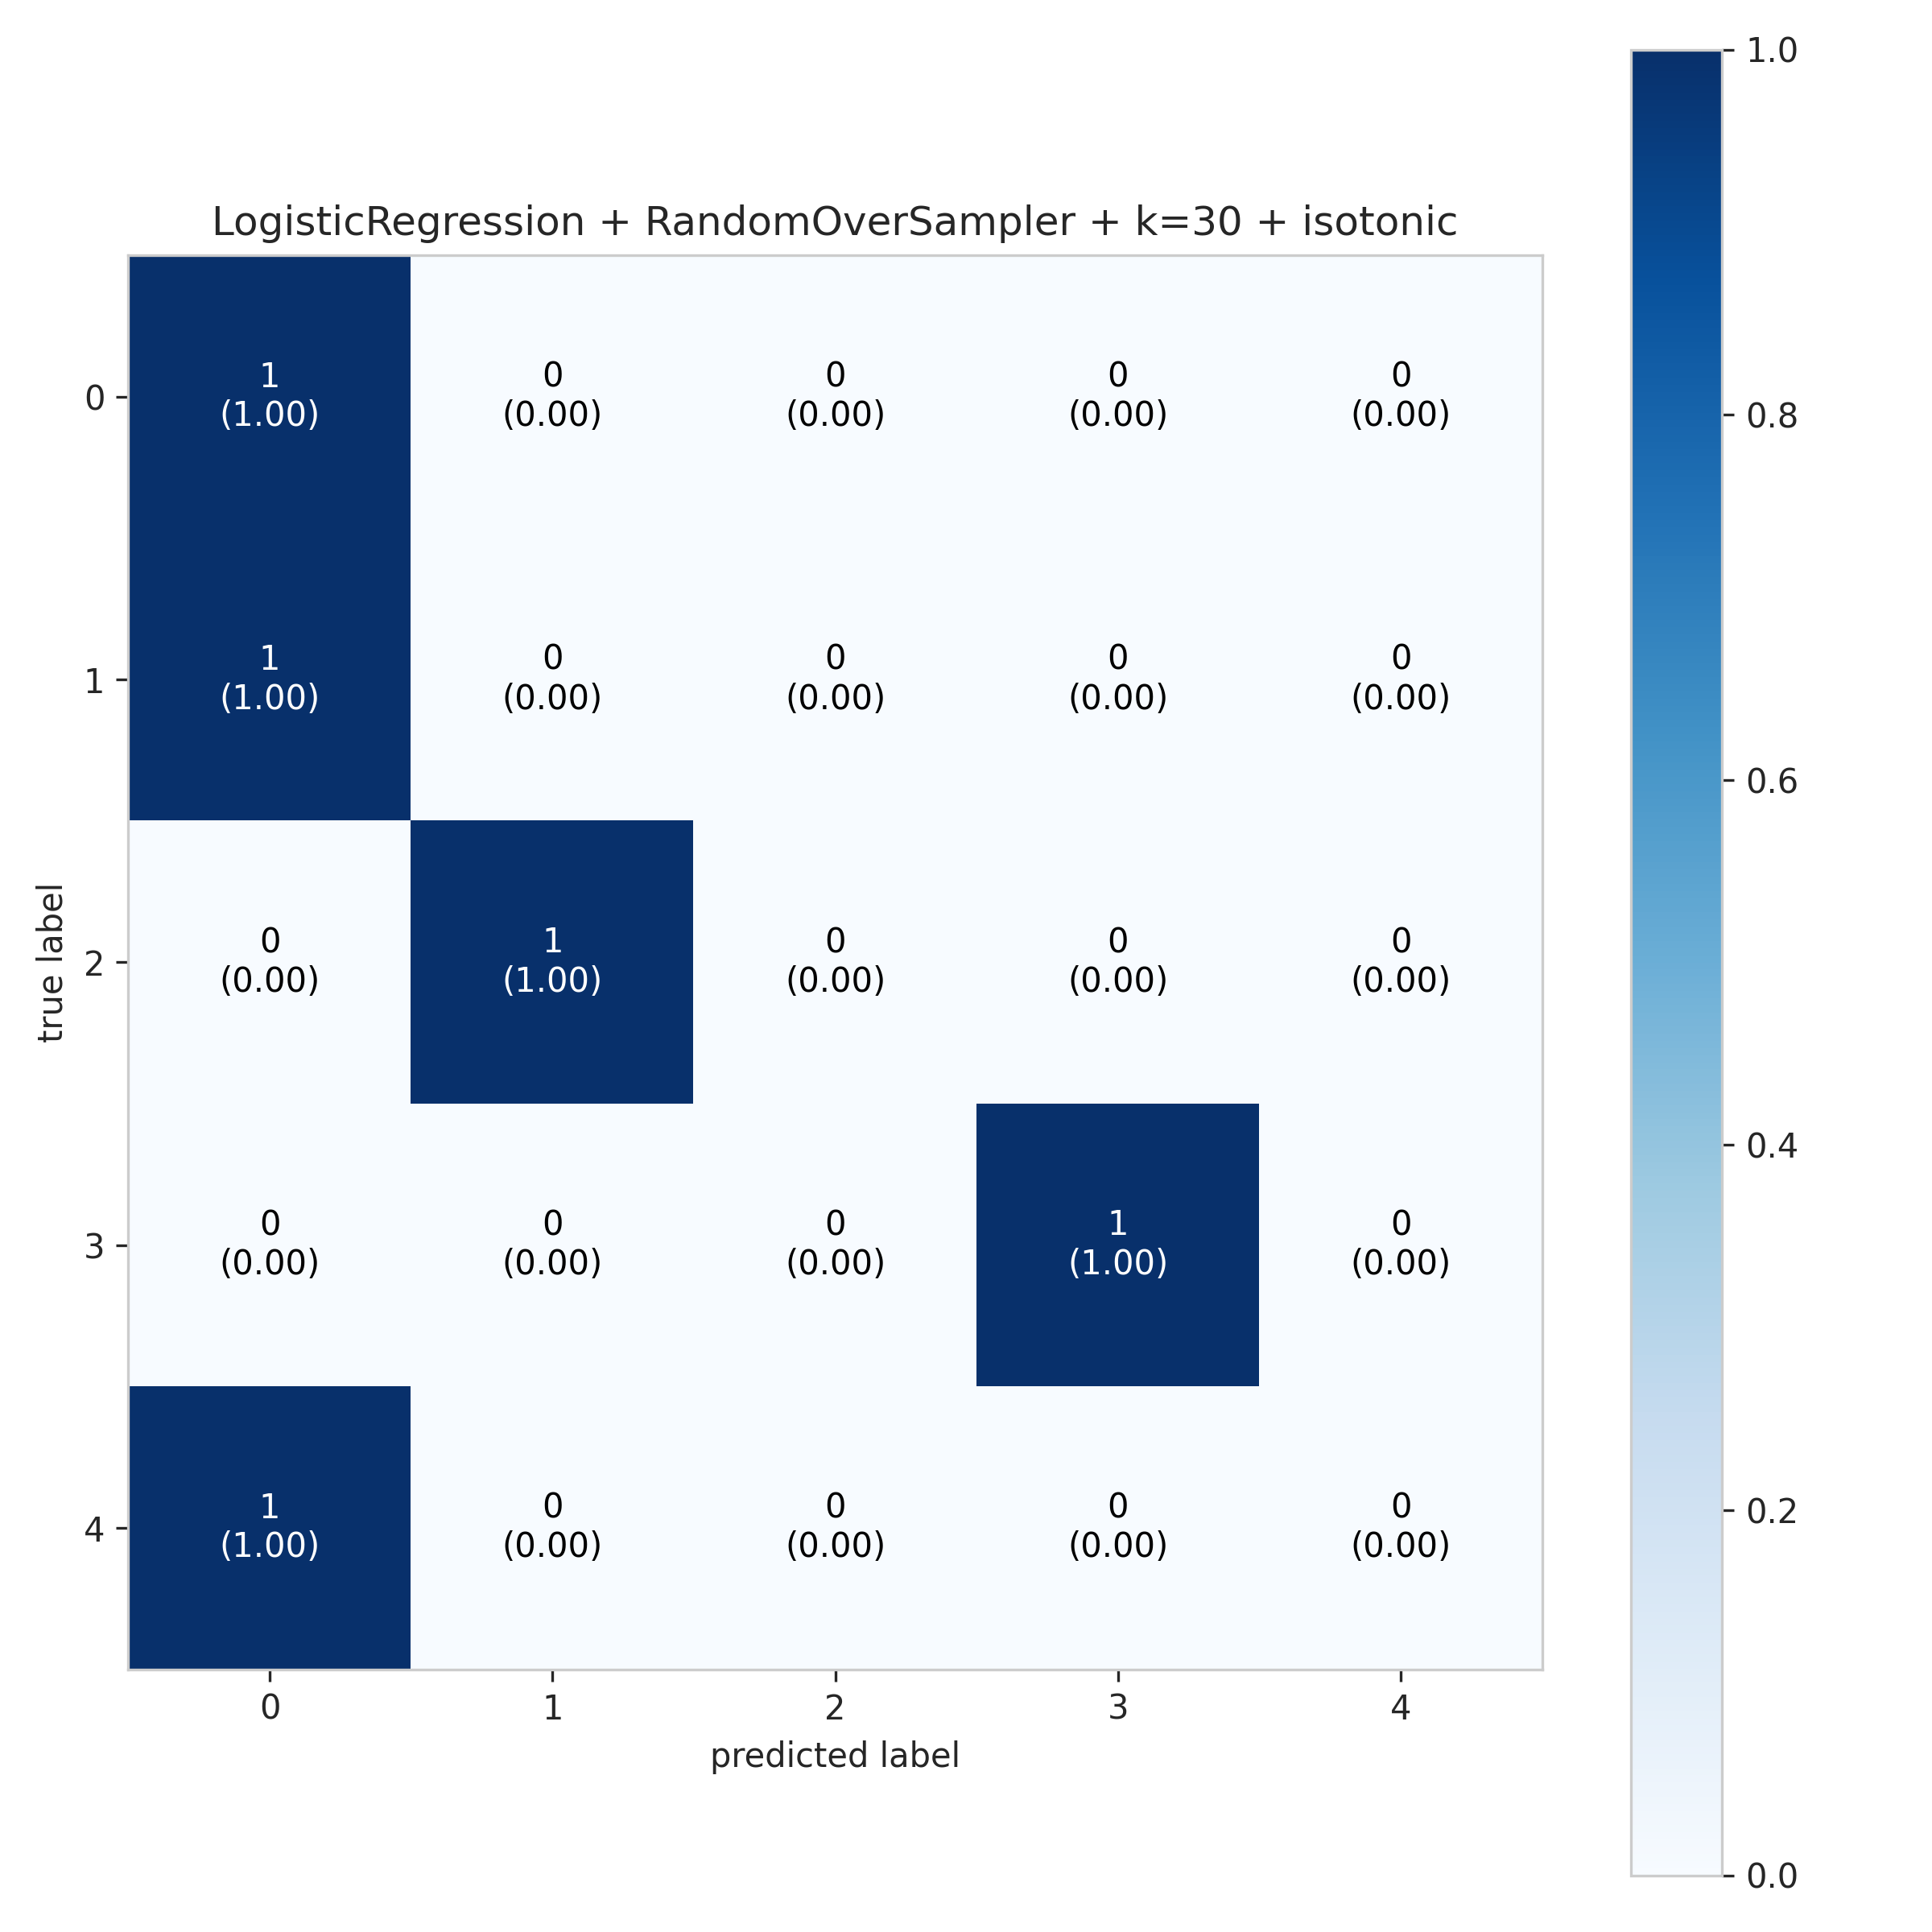 LogisticRegression + RandomOverSampler + k=30 + isotonic
true label
0
1 0 0 0 0
(1.00) (0.00) (0.00) (0.00) (0.00)
1
1 0 0 0 0
(1.00) (0.00) (0.00) (0.00) (0.00)
2
0 1 0 0 0
(0.00) (1.00) (0.00) (0.00) (0.00)
3
0 0 0 1 0
(0.00) (0.00) (0.00) (1.00) (0.00)
4
1 0 0 0 0
(1.00) (0.00) (0.00) (0.00) (0.00)
0 1 2 3 4
predicted label
1.0
0.8
0.6
0.4
0.2
0.0